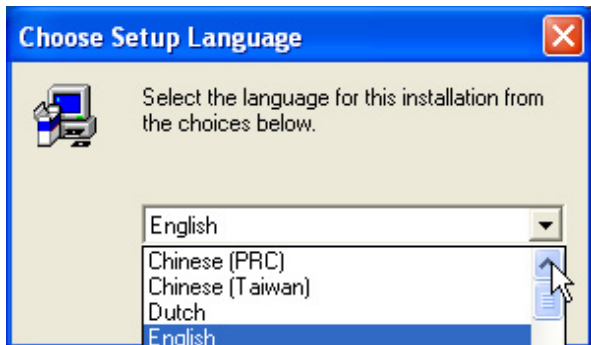 Choose Setup Language
Select the language for this installation from
the choices below.
English
Chinese (PRC)
Chinese (Taiwan)
Dutch
English